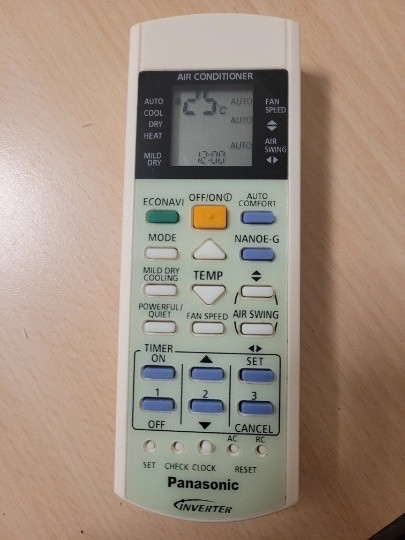 AIR CONDITIONER
AUTO
COOL
DRY
HEAT
MILD
DRY
25°C
AUTO
AUTO
AUTO
12:00
FAN
SPEED
AIR
SWING
ECONAVI
OFF/ON
AUTO
COMFORT
MODE
NANOE-G
MILD DRY
COOLING
TEMP
POWERFUL/
QUIET
FAN SPEED
AIR SWING
TIMER
ON
SET
1
2
3
OFF
CANCEL
AC
RC
SET
CHECK
CLOCK
RESET
Panasonic
INVERTER